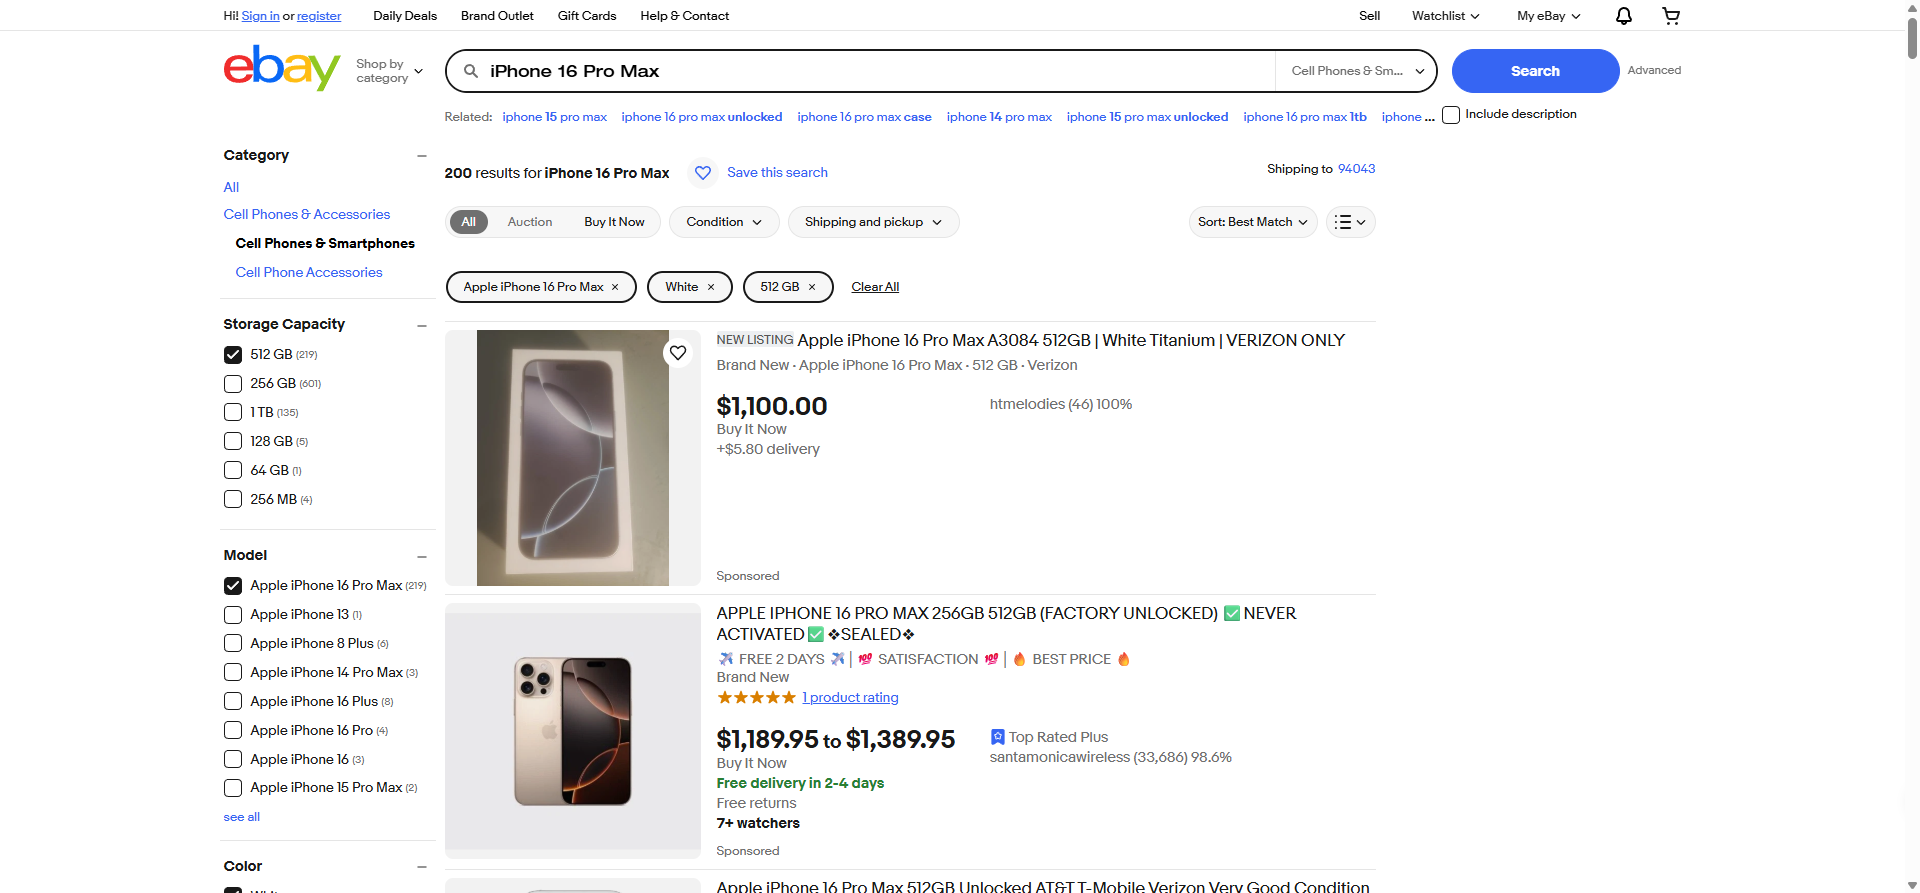 Hi! Sign in or register
Daily Deals
Brand Outlet
Gift Cards
Help & Contact
Sell
Watchlist
My eBay
ebay
Shop by
category
iPhone 16 Pro Max
Cell Phones & Sm...
Search
Advanced
Related: iphone 15 pro max iphone 16 pro max unlocked iphone 16 pro max case iphone 14 pro max iphone 15 pro max unlocked iphone 16 pro max 1tb iphone ...
Include description
Category
All
Cell Phones & Accessories
Cell Phones & Smartphones
Cell Phone Accessories
Storage Capacity
512 GB (219)
256 GB (601)
1 TB (135)
128 GB (5)
64 GB (1)
256 MB (4)
Model
Apple iPhone 16 Pro Max (219)
Apple iPhone 13 (1)
Apple iPhone 8 Plus (6)
Apple iPhone 14 Pro Max (3)
Apple iPhone 16 Plus (8)
Apple iPhone 16 Pro (4)
Apple iPhone 16 (3)
Apple iPhone 15 Pro Max (2)
see all
Color
200 results for iPhone 16 Pro Max
Save this search
Shipping to 94043
All
Auction
Buy It Now
Condition
Shipping and pickup
Sort: Best Match
Apple iPhone 16 Pro Max ×
White ×
512 GB ×
Clear All
NEW LISTING Apple iPhone 16 Pro Max A3084 512GB | White Titanium | VERIZON ONLY
Brand New · Apple iPhone 16 Pro Max · 512 GB · Verizon
$1,100.00
Buy It Now
+$5.80 delivery
htmelodies (46) 100%
Sponsored
APPLE IPHONE 16 PRO MAX 256GB 512GB (FACTORY UNLOCKED) ✅ NEVER
ACTIVATED✅ ❖SEALED❖
✈️ FREE 2 DAYS ✈️| 💯 SATISFACTION 💯 | 🔥 BEST PRICE 🔥
Brand New
1 product rating
$1,189.95 to $1,389.95
Buy It Now
Free delivery in 2-4 days
Free returns
7+ watchers
Top Rated Plus
santamonicawireless (33,686) 98.6%
Sponsored
Apple iPhone 16 Pro Max 512GB Unlocked AT&T T-Mobile Verizon Very Good Condition